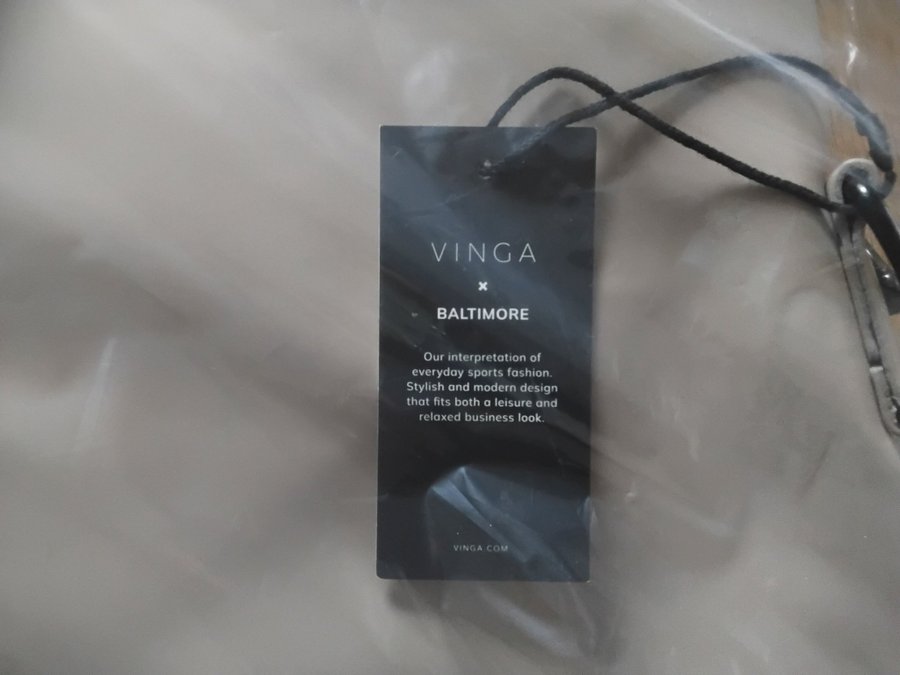 VINGA
×
BALTIMORE
Our interpretation of
everyday sports fashion.
Stylish and modern design
that fits both a leisure and
relaxed business look.
VINGA.COM